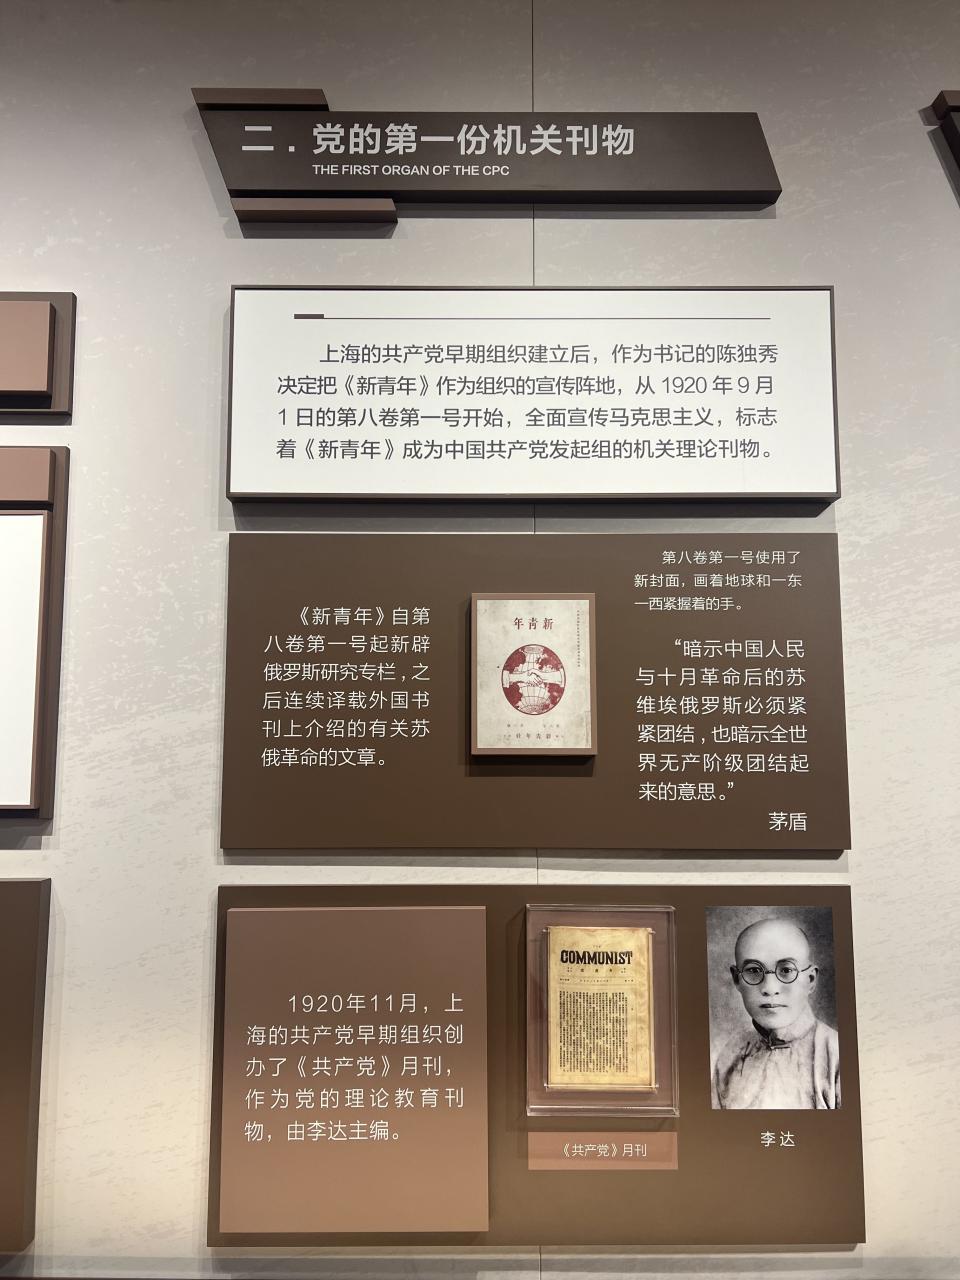 二．党的第一份机关刊物
THE FIRST ORGAN OF THE CPC
上海的共产党早期组织建立后，作为书记的陈独秀
决定把《新青年》作为组织的宣传阵地，从 1920 年 9 月
1 日的第八卷第一号开始，全面宣传马克思主义，标志
着《新青年》成为中国共产党发起组的机关理论刊物。
《新青年》自第
八卷第一号起新辟
俄罗斯研究专栏，之
后连续译载外国书
刊上介绍的有关苏
俄革命的文章。
年青新
社年青新
第八卷第一号使用了
新封面，画着地球和一东
一西紧握着的手。
“暗示中国人民
与十月革命后的苏
维埃俄罗斯必须紧
紧团结，也暗示全世
界无产阶级团结起
来的意思。”
茅盾
1920年11月，上
海的共产党早期组织创
办了《共产党》月刊，
作为党的理论教育刊
物，由李达主编。
THE
COMMUNIST
《共产党》月刊
李达